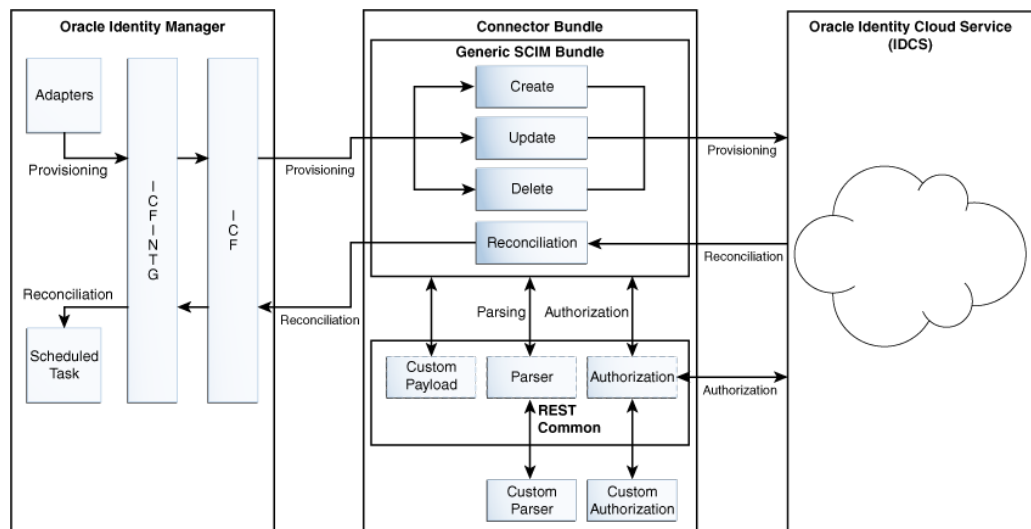 Oracle Identity Manager
Adapters
Provisioning
I
C
F
I
N
T
G
I
C
F
Reconciliation
Scheduled
Task
Provisioning
Reconciliation
Connector Bundle
Generic SCIM Bundle
Create
Update
Delete
Reconciliation
Parsing
Authorization
Custom
Payload
Parser
Authorization
REST
Common
Custom
Parser
Custom
Authorization
Provisioning
Reconciliation
Authorization
Oracle Identity Cloud Service
(IDCS)